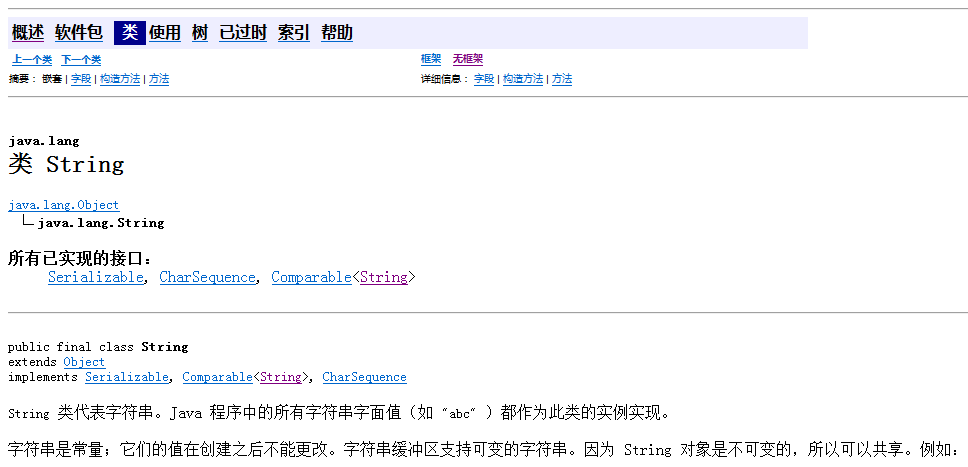 概述 软件包 类 使用 树 已过时 索引 帮助
上一个类 下一个类 框架 无框架
摘要： 嵌套 | 字段 | 构造方法 | 方法 详细信息： 字段 | 构造方法 | 方法
java.lang
类 String
java.lang.Object
java.lang.String
所有已实现的接口：
Serializable, CharSequence, Comparable<String>
public final class String
extends Object
implements Serializable, Comparable<String>, CharSequence
String 类代表字符串。Java 程序中的所有字符串字面值（如 "abc" ）都作为此类的实例实现。
字符串是常量；它们的值在创建之后不能更改。字符串缓冲区支持可变的字符串。因为 String 对象是不可变的，所以可以共享。例如：